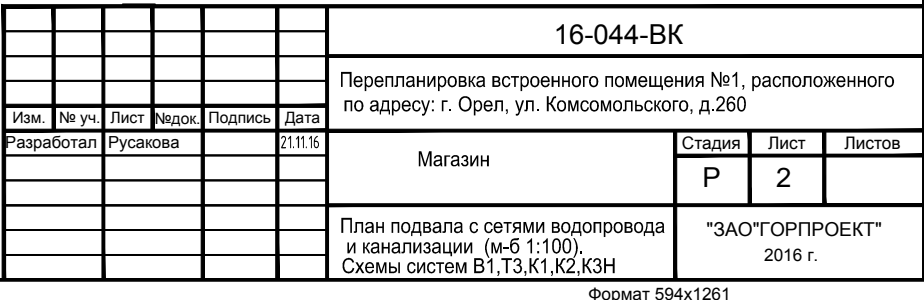 16-044-ВК
Перепланировка встроенного помещения №1, расположенного
по адресу: г. Орел, ул. Комсомольского, д.260
Изм. № уч. Лист №док. Подпись Дата
Разработал Русакова 21.11.16
Магазин
Стадия Лист Листов
Р 2
План подвала с сетями водопровода
и канализации (м-б 1:100).
Схемы систем В1,Т3,К1,К2,К3Н
"ЗАО"ГОРПРОЕКТ"
2016 г.
Формат 594х1261